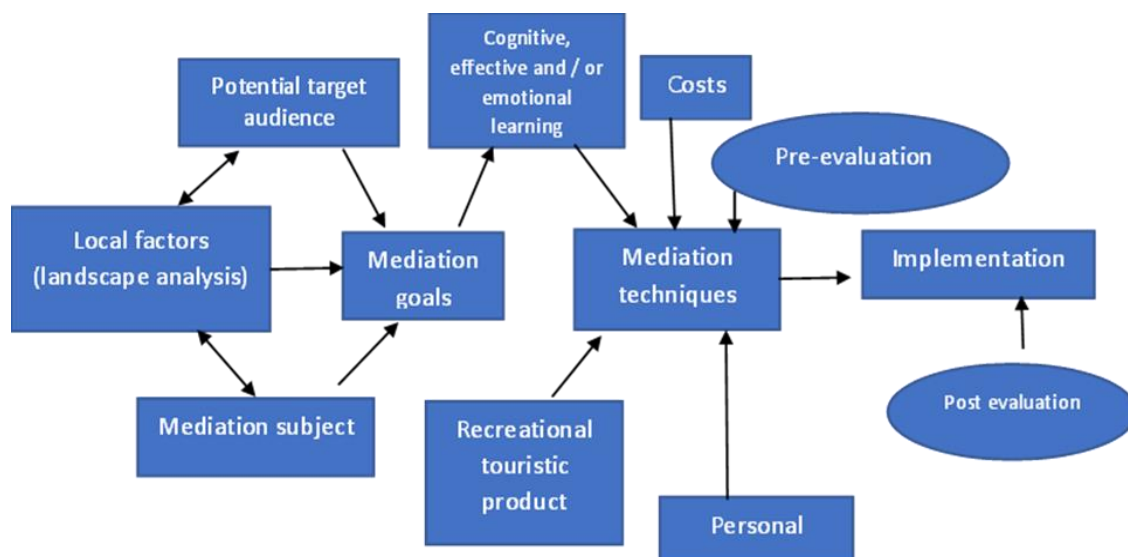 Potential target
audience
Cognitive,
effective and / or
emotional
learning
Costs
Pre-evaluation
Local factors
(landscape analysis)
Mediation
goals
Mediation
techniques
Implementation
Mediation subject
Recreational
touristic
product
Personal
Post evaluation